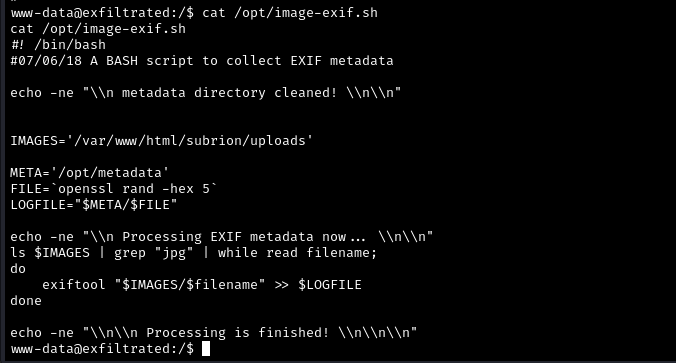 www-data@exfiltrated:/$ cat /opt/image-exif.sh
cat /opt/image-exif.sh
#! /bin/bash
#07/06/18 A BASH script to collect EXIF metadata
echo -ne "\\n metadata directory cleaned! \\n\\n"
IMAGES='/var/www/html/subrion/uploads'
META='/opt/metadata'
FILE=`openssl rand -hex 5`
LOGFILE="$META/$FILE"
echo -ne "\\n Processing EXIF metadata now... \\n\\n"
ls $IMAGES | grep "jpg" | while read filename;
do
    exiftool "$IMAGES/$filename" >> $LOGFILE
done
echo -ne "\\n\\n Processing is finished! \\n\\n\\n"
www-data@exfiltrated:/$